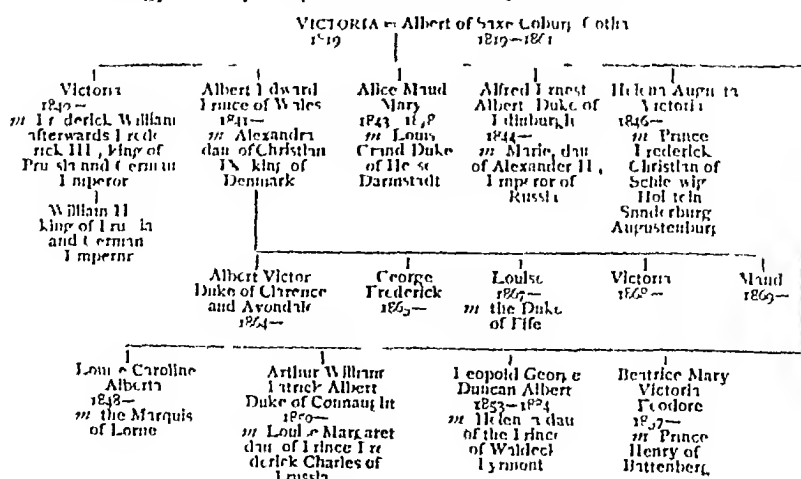 VICTORIA = Albert of Saxe Coburg Gotha
1819 1819–1861
Victoria
1840–
m Frederick William
afterwards Frede
rick III, king of
Prussia and German
Emperor
William II
king of Prussia
and German
Emperor
Albert Edward
Prince of Wales
1841–
m Alexandra
dau of Christian
IX king of
Denmark
Alice Maud
Mary
1843
m Louis
Grand Duke
of Hesse
Darmstadt
Alfred Ernest
Albert Duke of
Edinburgh
1844–
m Marie, dau
of Alexander II,
Emperor of
Russia
Helena Augusta
Victoria
1846–
m Prince
Frederick
Christian of
Schleswig
Holstein
Sunderburg
Augustenburg
Albert Victor
Duke of Clarence
and Avondale
1864–
George
Frederick
1865–
Louise
1867–
m the Duke
of Fife
Victoria
1868–
Maud
1869–
Louise Caroline
Alberta
1848–
m the Marquis
of Lorne
Arthur William
Patrick Albert
Duke of Connaught
1850–
m Louise Margaret
dau of Prince Fre
derick Charles of
Prussia
Leopold George
Duncan Albert
1853–1884
m Helena dau
of the Prince
of Waldeck
Pyrmont
Beatrice Mary
Victoria
Feodore
1857–
m Prince
Henry of
Battenberg